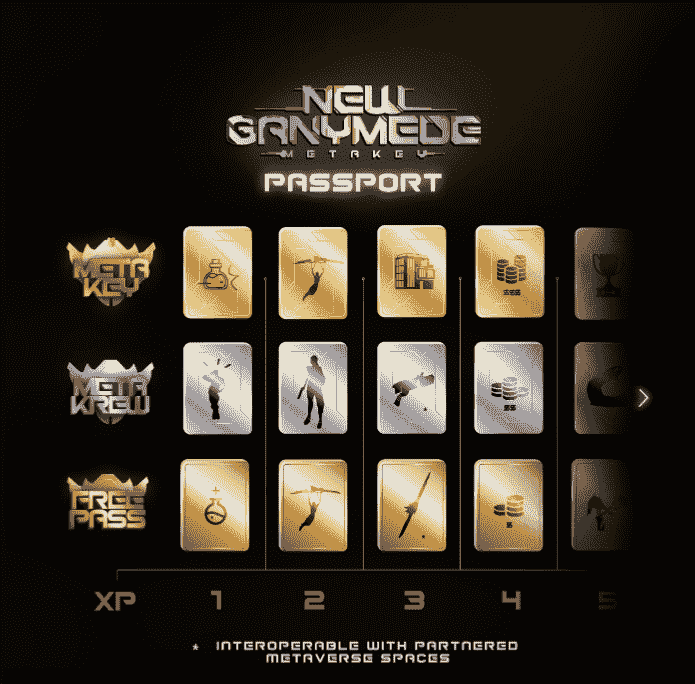 NEW
GANYMEDE
METAKEY
PASSPORT
META
KEY
$$$
META
KREW
$$
FREE
PASS
$
XP 1 2 3 4 5
* INTEROPERABLE WITH PARTNERED
METAVERSE SPACES